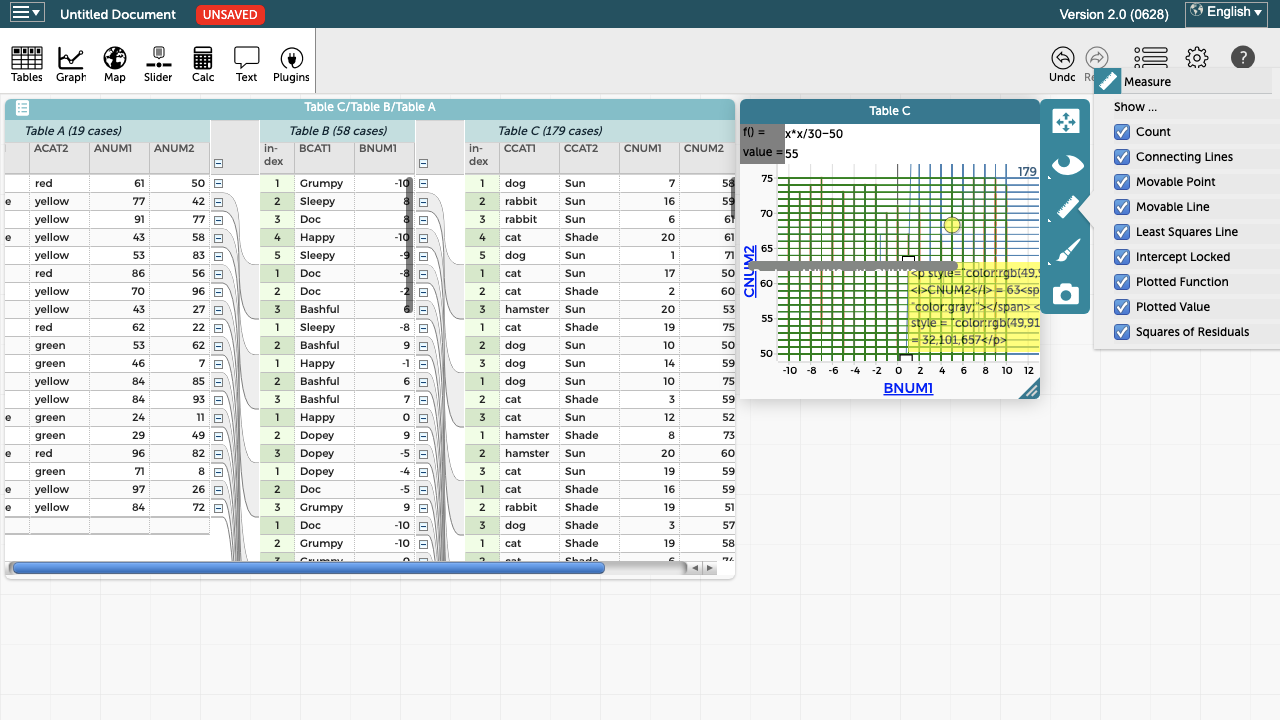 Untitled Document UNSAVED Version 2.0 (0628) English
Tables Graph Map Slider Calc Text Plugins Undo
?
Measure
Show ...
Count
Connecting Lines
Movable Point
Movable Line
Least Squares Line
Intercept Locked
Plotted Function
Plotted Value
Squares of Residuals
Table C/Table B/Table A
Table A (19 cases) Table B (58 cases) Table C (179 cases)
ACAT2 ANUM1 ANUM2 in- BCAT1 BNUM1 in- CCAT1 CCAT2 CNUM1 CNUM2
dex dex
red 61 50 1 Grumpy -10 1 dog Sun 7 58
e yellow 77 42 2 Sleepy 8 2 rabbit Sun 16 59
yellow 91 77 3 Doc 8 3 rabbit Sun 6 61
e yellow 43 58 4 Happy -10 4 cat Shade 20 61
yellow 53 83 5 Sleepy -9 5 dog Sun 1 71
red 86 56 1 Doc -8 1 cat Sun 17 50
yellow 70 96 2 Doc -2 2 cat Shade 2 60
yellow 43 27 3 Bashful 6 3 hamster Sun 20 53
red 62 22 1 Sleepy -8 1 cat Shade 19 75
green 53 62 2 Bashful 9 2 dog Sun 10 50
green 46 7 1 Happy -1 3 dog Sun 14 59
yellow 84 85 2 Bashful 6 1 dog Sun 10 75
yellow 84 93 3 Bashful 7 2 cat Shade 3 59
e green 24 11 1 Happy 0 3 cat Sun 12 52
green 29 49 2 Dopey 9 1 hamster Shade 8 73
e red 96 82 3 Dopey -5 2 hamster Sun 20 60
green 71 8 1 Dopey -4 3 cat Sun 19 59
e yellow 97 26 2 Doc -5 1 cat Shade 16 59
e yellow 84 72 3 Grumpy 9 2 rabbit Shade 19 51
1 Doc -10 3 dog Shade 3 57
2 Grumpy -10 1 cat Shade 19 58
3 Grumpy 0 2 cat Shade 6 74
Table C
f() = x*x/30−50
value = 55
179
75
70
65
60
55
50
CNUM2
<p style="color:rgb(49,9
<i>CNUM2</i> = 63<sp
"color:gray;"></span> <
style = "color:rgb(49,91
= 32,101,657</p>
-10 -8 -6 -4 -2 0 2 4 6 8 10 12
BNUM1